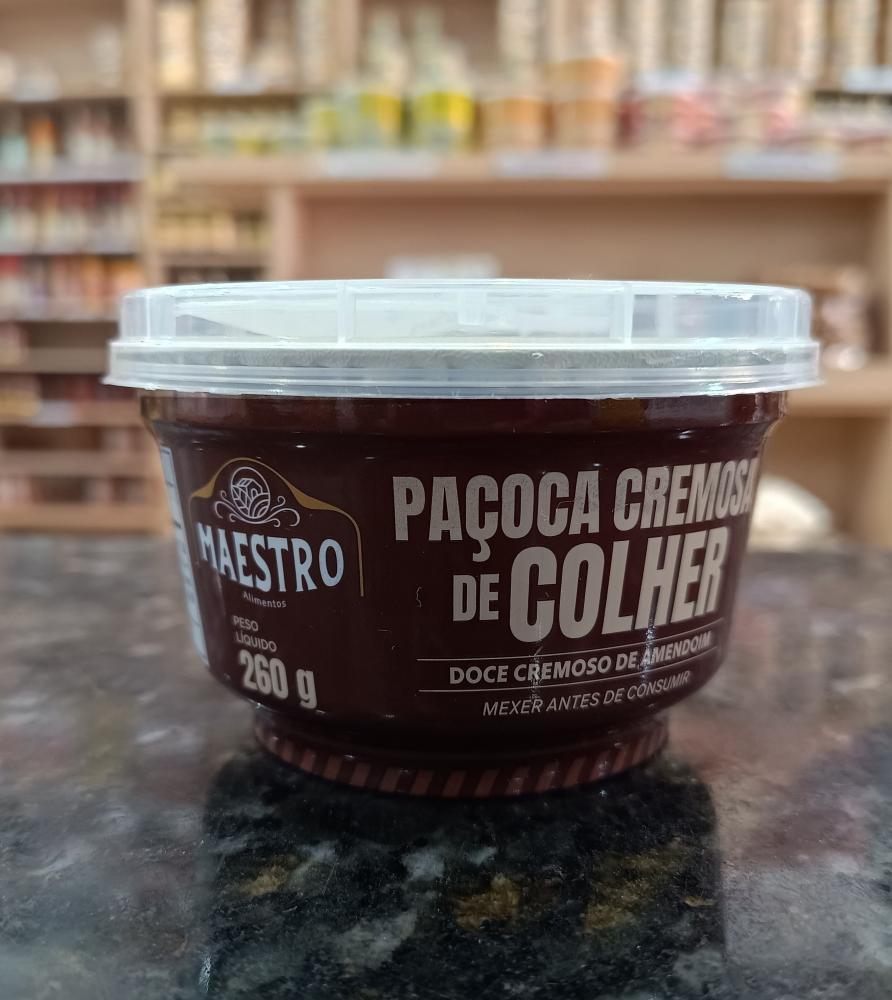 MAESTRO
Alimentos
PESO
LÍQUIDO
260 g
PAÇOCA CREMOSA
DE COLHER
DOCE CREMOSO DE AMENDOIM
MEXER ANTES DE CONSUMIR